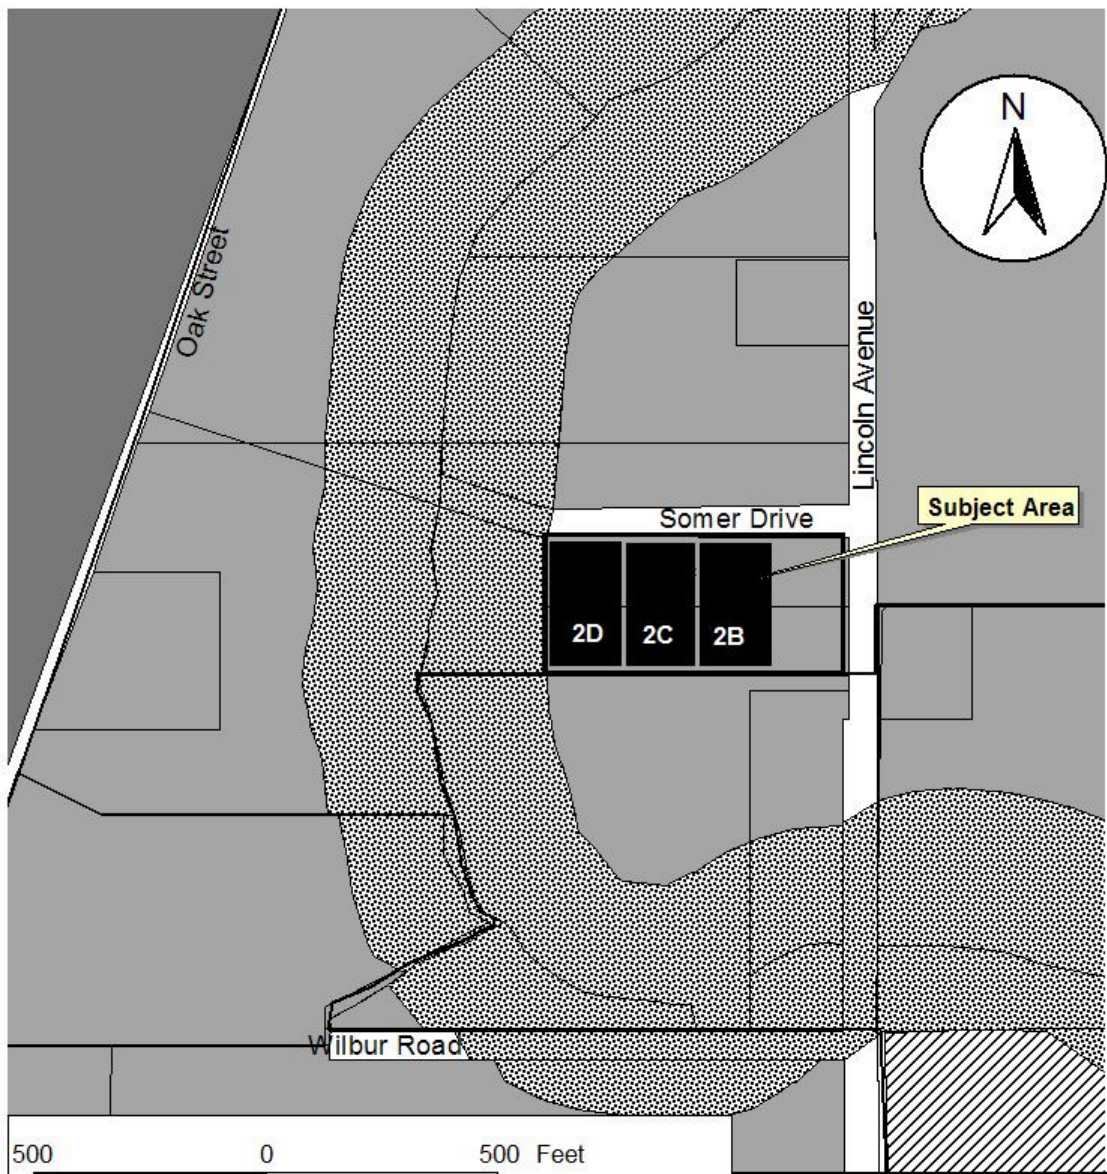 N
Oak Street
Lincoln Avenue
Subject Area
Somer Drive
2D 2C 2B
Wilbur Road
500 0 500 Feet